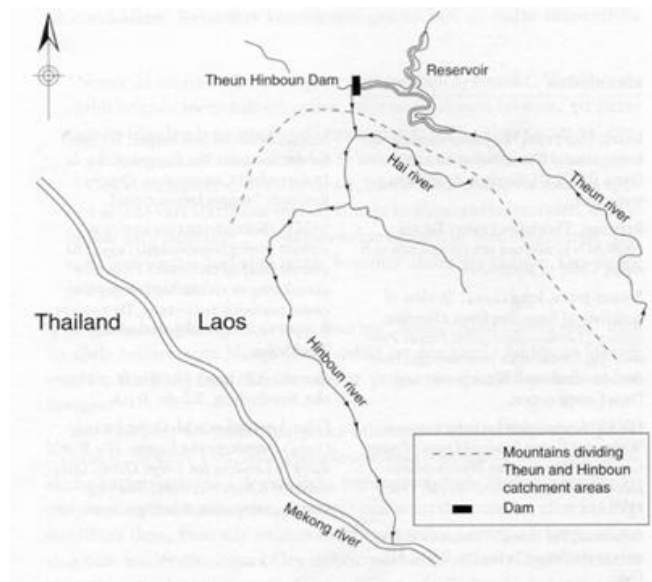 Theun Hinboun Dam
Reservoir
Hai river
Theun river
Thailand
Laos
Hinboun river
Mekong river
Mountains dividing
Theun and Hinboun
catchment areas
Dam